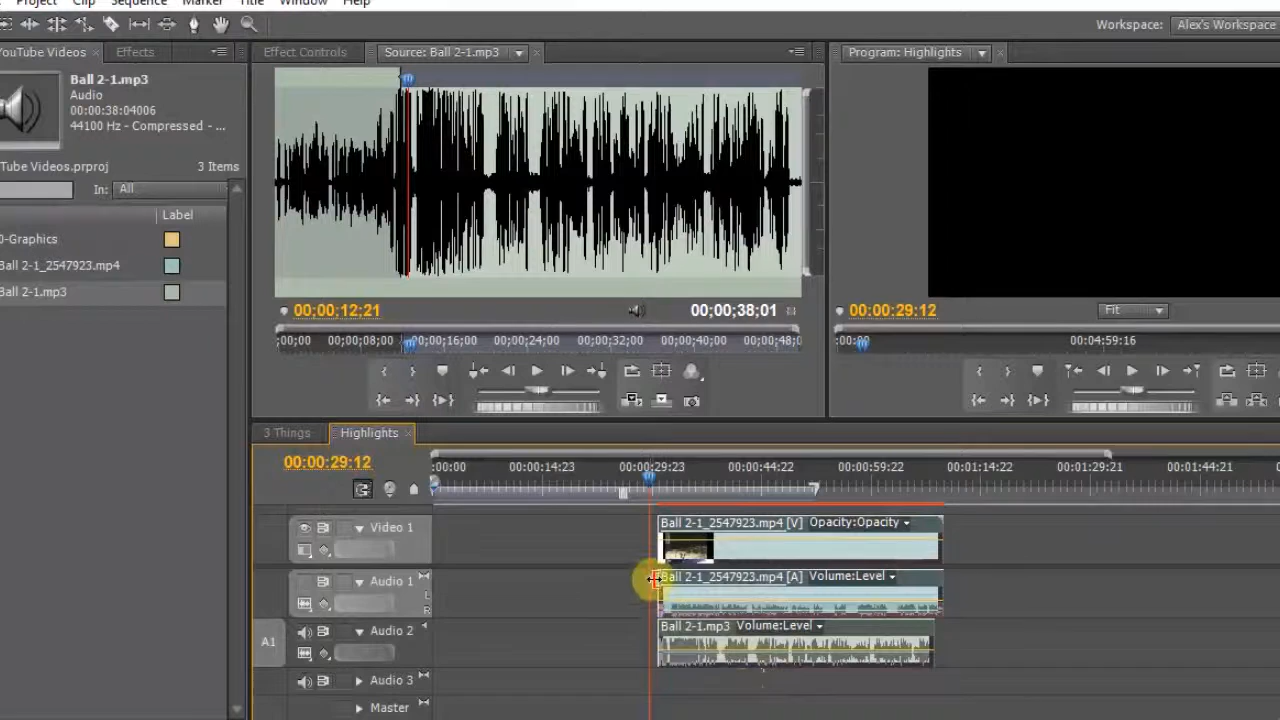 Project Clip Sequence Marker Title Window Help
Workspace: Alex's Workspace
YouTube Videos Effects
Effect Controls Source: Ball 2-1.mp3
Program: Highlights
Ball 2-1.mp3
Audio
00:00:38:04006
44100 Hz - Compressed - ...
Tube Videos.prproj 3 Items
In: All
Label
0-Graphics
Ball 2-1_2547923.mp4
Ball 2-1.mp3
00;00;12;21 00;00;38;01
00:00:29:12 Fit
;00;00 00;00;08;00 00;00;16;00 00;00;24;00 00;00;32;00 00;00;40;00 00;00;48;0
:00:00 00:04:59:16
3 Things Highlights
00:00:29:12
:00:00 00:00:14:23 00:00:29:23 00:00:44:22 00:00:59:22 00:01:14:22 00:01:29:21 00:01:44:21
Video 1
Ball 2-1_2547923.mp4 [V] Opacity:Opacity
Audio 1
L
R
Ball 2-1_2547923.mp4 [A] Volume:Level
A1
Audio 2
Ball 2-1.mp3 Volume:Level
Audio 3
Master